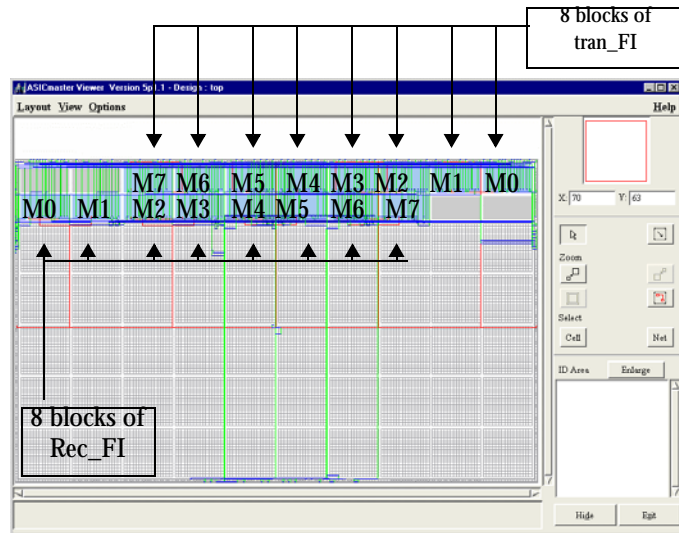 8 blocks of
tran_FI
ASICmaster Viewer Version 5p1.1 - Design : top
Layout View Options Help
M7 M6 M5 M4 M3 M2 M1 M0
M0 M1 M2 M3 M4 M5 M6 M7
X: 70 Y: 63
Zoom
Select
Cell Net
ID Area Enlarge
8 blocks of
Rec_FI
Hide Exit